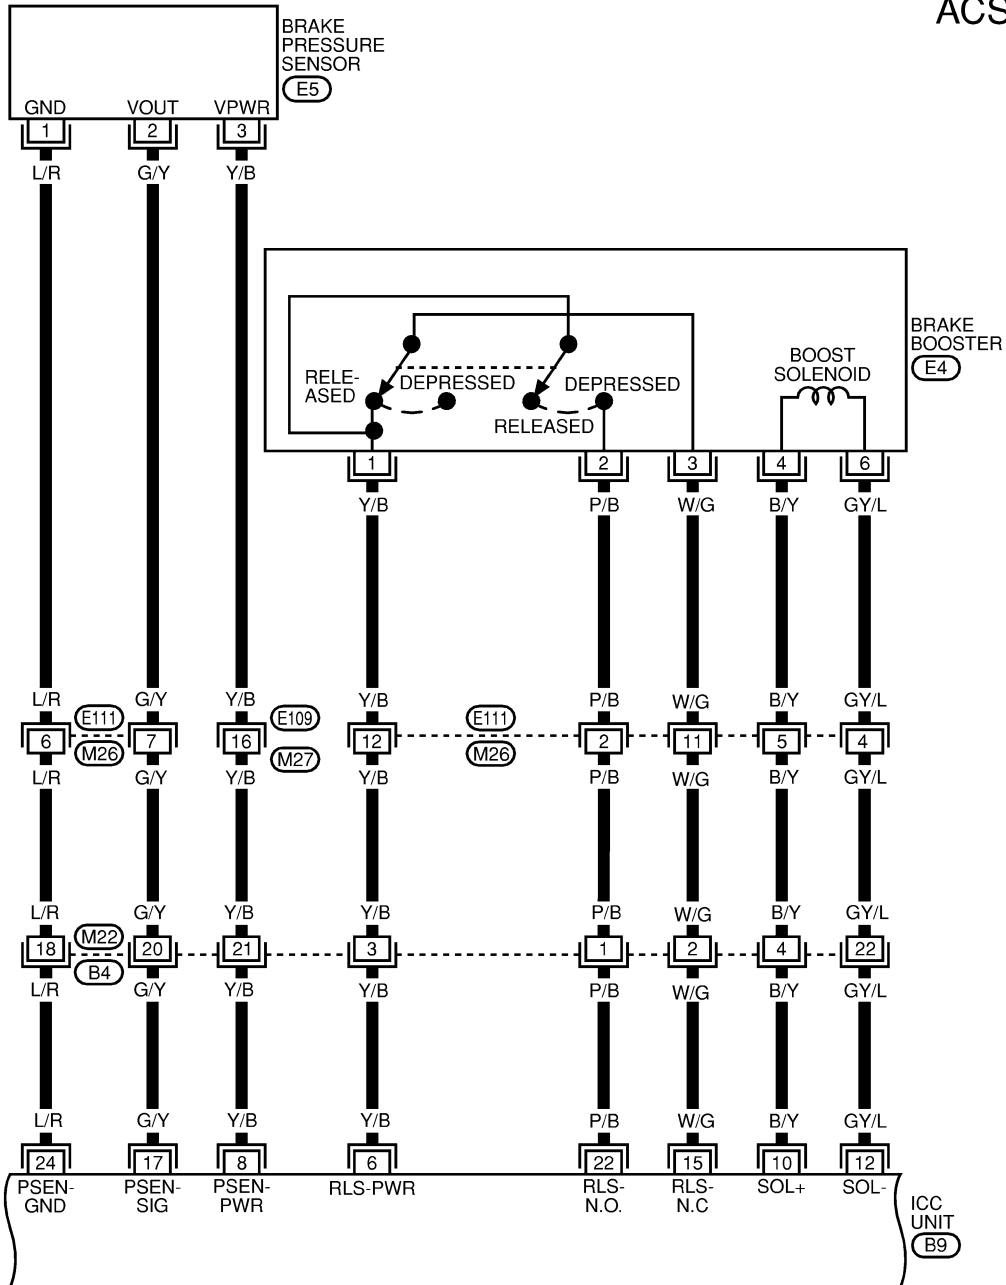 ACS
BRAKE
PRESSURE
SENSOR
E5
GND VOUT VPWR
1 2 3
L/R G/Y Y/B
BRAKE
BOOSTER
E4
BOOST
SOLENOID
RELE-
ASED
DEPRESSED
DEPRESSED
RELEASED
1 2 3 4 6
Y/B P/B W/G B/Y GY/L
L/R G/Y Y/B Y/B P/B W/G B/Y GY/L
E111 E109 E111
6 7 16 12 2 11 5 4
M26 M27 M26
L/R G/Y Y/B Y/B P/B W/G B/Y GY/L
L/R G/Y Y/B Y/B P/B W/G B/Y GY/L
M22
18 20 21 3 1 2 4 22
B4
L/R G/Y Y/B Y/B P/B W/G B/Y GY/L
L/R G/Y Y/B Y/B P/B W/G B/Y GY/L
24 17 8 6 22 15 10 12
PSEN-
GND
PSEN-
SIG
PSEN-
PWR
RLS-PWR
RLS-
N.O.
RLS-
N.C
SOL+
SOL-
ICC
UNIT
B9